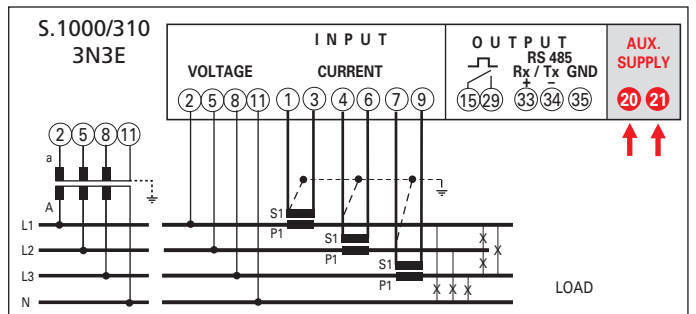 S.1000/310
3N3E
INPUT
VOLTAGE
CURRENT
2 5 8 11 1 3 4 6 7 9
OUTPUT
RS 485
Rx / Tx GND
+ −
15 29 33 34 35
AUX.
SUPPLY
20 21
2 5 8 11
a
A
S1
P1
S1
P1
S1
P1
L1
L2
L3
N
X
X X
X
X X X
LOAD